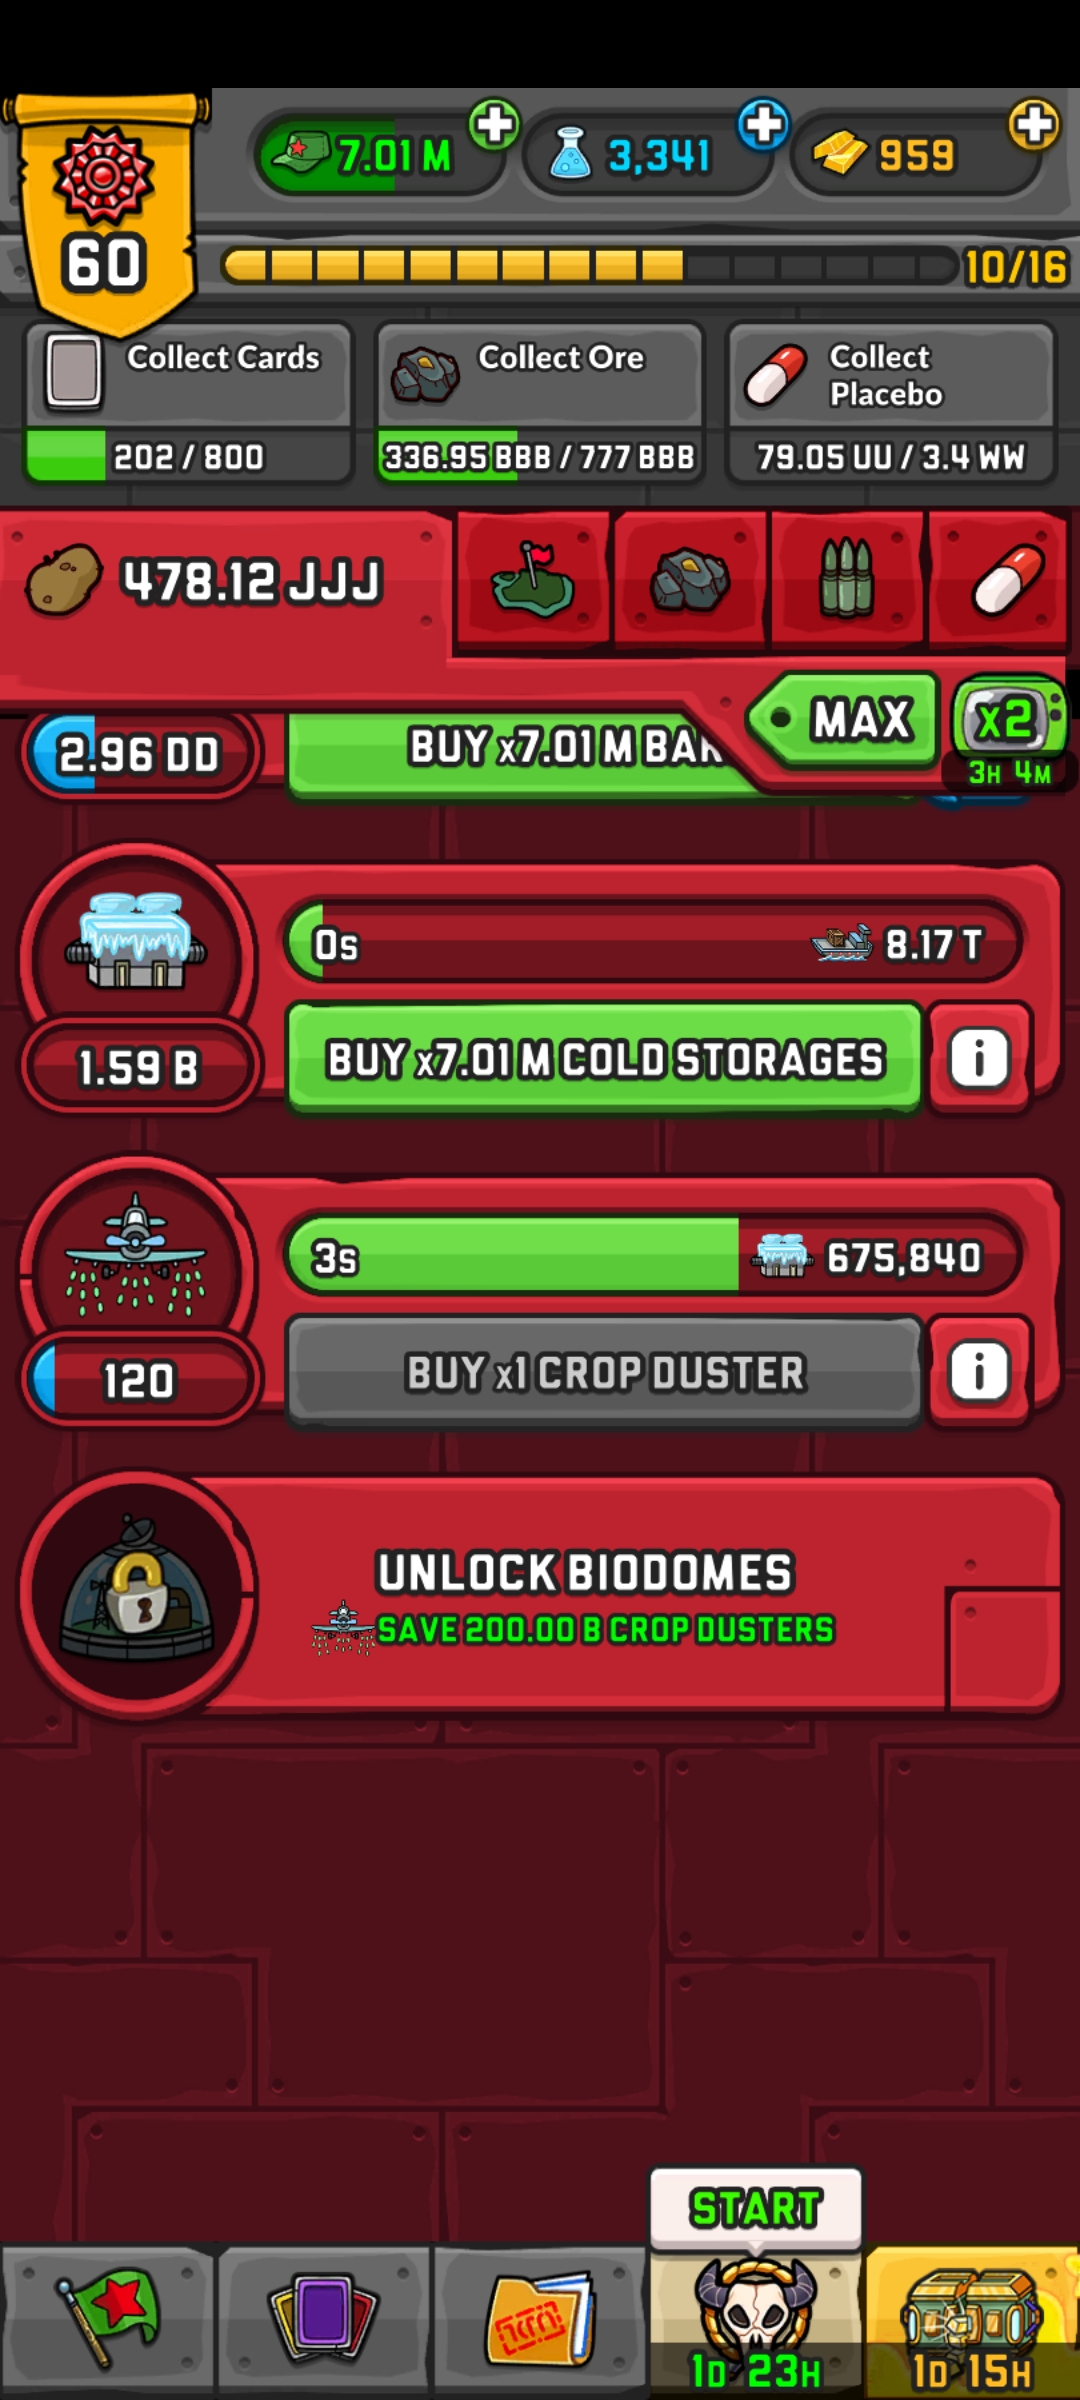 60
7.01 M
3,341
959
10/16
Collect Cards
202 / 800
Collect Ore
336.95 BBB / 777 BBB
Collect
Placebo
79.05 UU / 3.4 WW
478.12 JJJ
MAX
x2
3H 4M
2.96 DD
BUY x7.01 M BAR
0s
8.17 T
1.59 B
BUY x7.01 M COLD STORAGES
i
3s
675,840
120
BUY x1 CROP DUSTER
i
UNLOCK BIODOMES
SAVE 200.00 B CROP DUSTERS
START
1D 23H
1D 15H